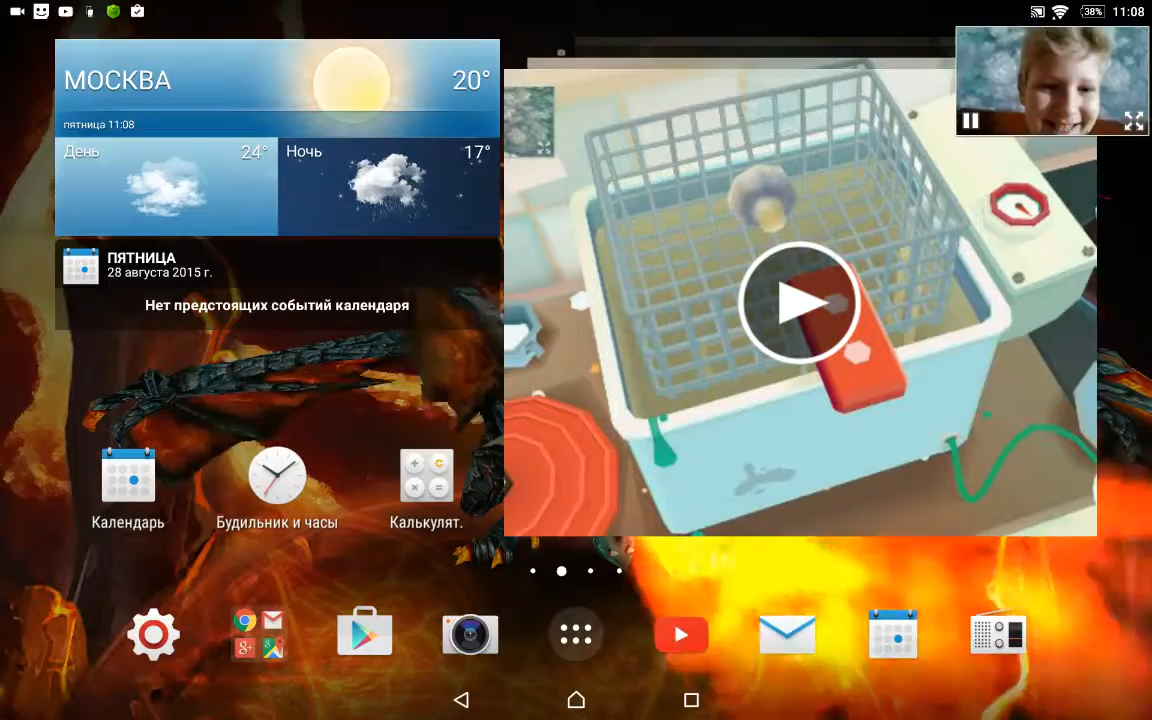 38%
11:08
МОСКВА
20°
пятница 11:08
День
24°
Ночь
17°
ПЯТНИЦА
28 августа 2015 г.
Нет предстоящих событий календаря
Календарь
Будильник и часы
Калькулят.